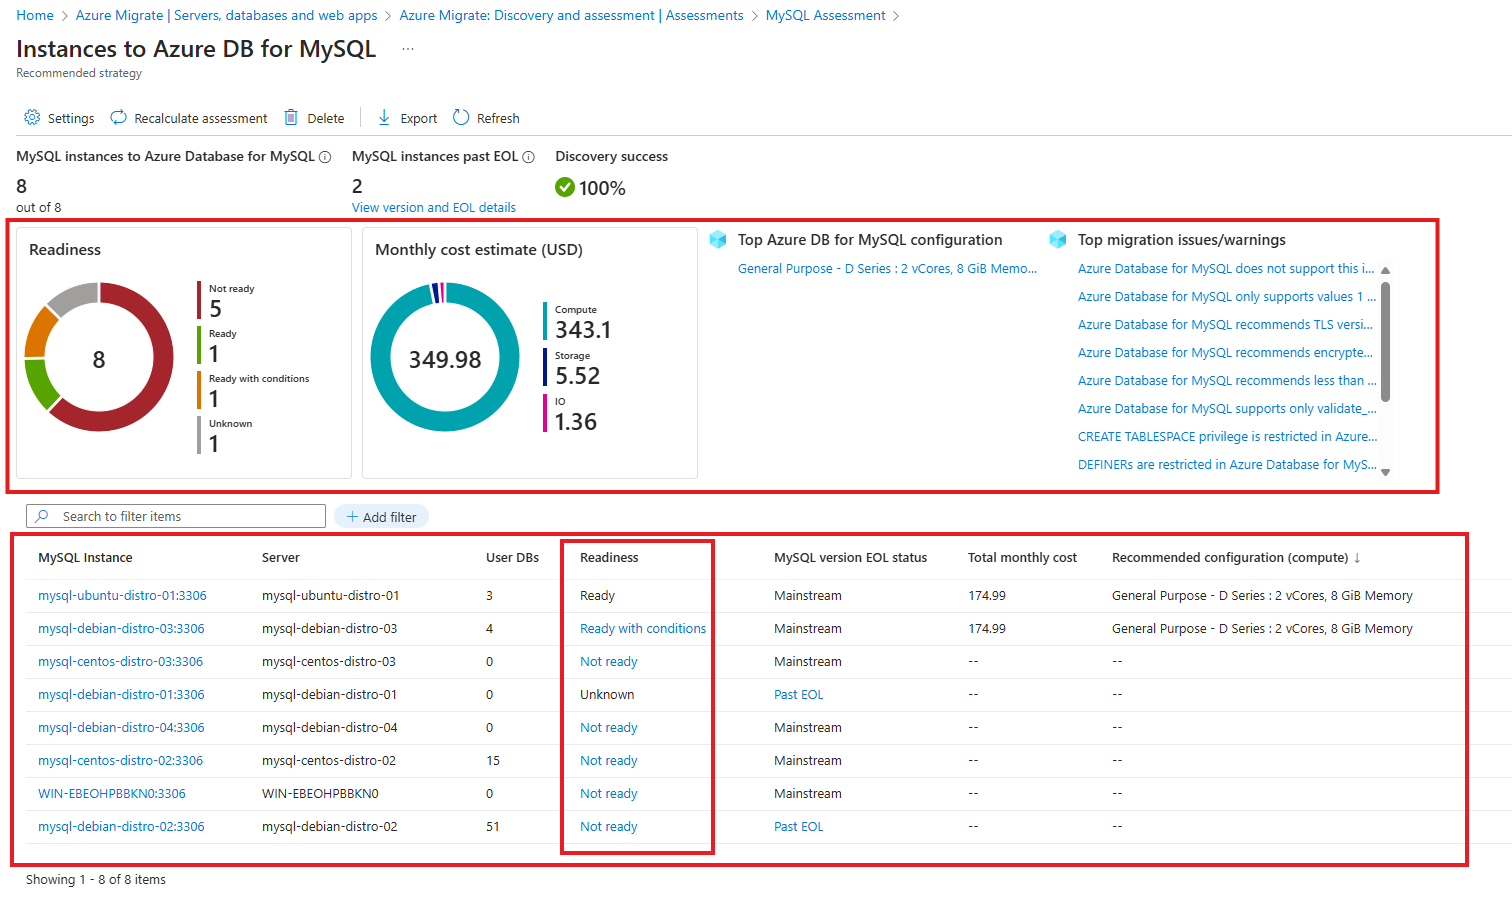 Home > Azure Migrate | Servers, databases and web apps > Azure Migrate: Discovery and assessment | Assessments > MySQL Assessment >
Instances to Azure DB for MySQL ...
Recommended strategy
Settings Recalculate assessment Delete Export Refresh
MySQL instances to Azure Database for MySQL MySQL instances past EOL Discovery success
8 2 100%
out of 8 View version and EOL details
Readiness
Not ready
5
Ready
1
Ready with conditions
1
Unknown
1
8
Monthly cost estimate (USD)
349.98
Compute
343.1
Storage
5.52
IO
1.36
Top Azure DB for MySQL configuration
General Purpose - D Series : 2 vCores, 8 GiB Memo...
Top migration issues/warnings
Azure Database for MySQL does not support this i...
Azure Database for MySQL only supports values 1 ...
Azure Database for MySQL recommends TLS versi...
Azure Database for MySQL recommends encrypte...
Azure Database for MySQL recommends less than ...
Azure Database for MySQL supports only validate_...
CREATE TABLESPACE privilege is restricted in Azure...
DEFINERs are restricted in Azure Database for MyS...
Search to filter items Add filter
MySQL Instance Server User DBs Readiness MySQL version EOL status Total monthly cost Recommended configuration (compute) ↓
mysql-ubuntu-distro-01:3306 mysql-ubuntu-distro-01 3 Ready Mainstream 174.99 General Purpose - D Series : 2 vCores, 8 GiB Memory
mysql-debian-distro-03:3306 mysql-debian-distro-03 4 Ready with conditions Mainstream 174.99 General Purpose - D Series : 2 vCores, 8 GiB Memory
mysql-centos-distro-03:3306 mysql-centos-distro-03 0 Not ready Mainstream -- --
mysql-debian-distro-01:3306 mysql-debian-distro-01 0 Unknown Past EOL -- --
mysql-debian-distro-04:3306 mysql-debian-distro-04 0 Not ready Mainstream -- --
mysql-centos-distro-02:3306 mysql-centos-distro-02 15 Not ready Mainstream -- --
WIN-EBEOHPBBKN0:3306 WIN-EBEOHPBBKN0 0 Not ready Mainstream -- --
mysql-debian-distro-02:3306 mysql-debian-distro-02 51 Not ready Past EOL -- --
Showing 1 - 8 of 8 items